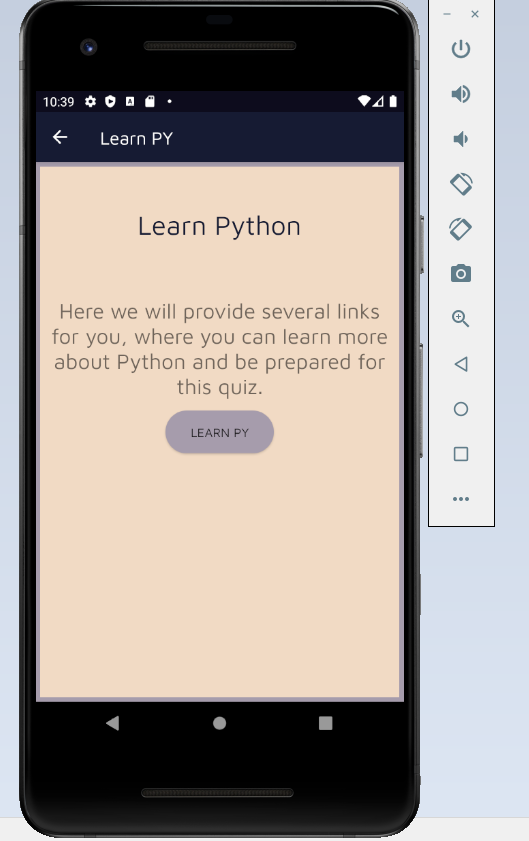 10:39
Learn PY
Learn Python
Here we will provide several links
for you, where you can learn more
about Python and be prepared for
this quiz.
LEARN PY